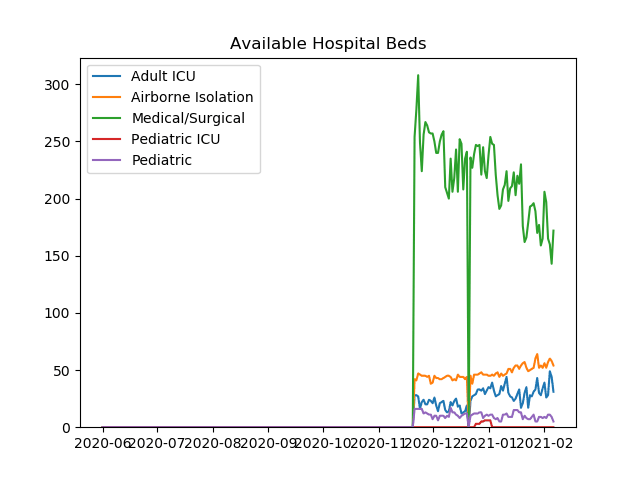 Available Hospital Beds
Adult ICU
Airborne Isolation
Medical/Surgical
Pediatric ICU
Pediatric
300
250
200
150
100
50
0
2020-06 2020-07 2020-08 2020-09 2020-10 2020-11 2020-12 2021-01 2021-02